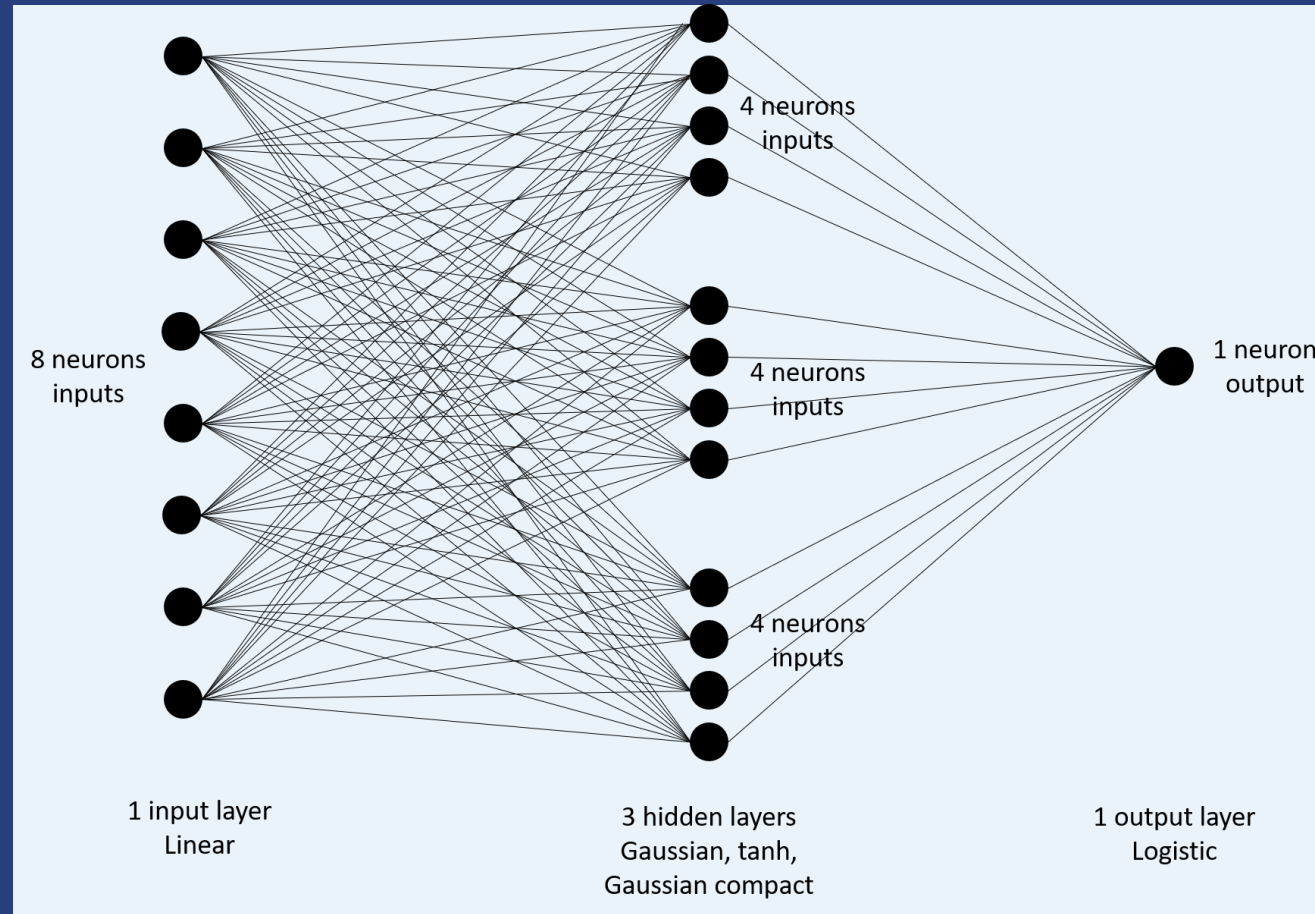 4 neurons
inputs
8 neurons
inputs
4 neurons
inputs
1 neuron
output
4 neurons
inputs
1 input layer
Linear
3 hidden layers
Gaussian, tanh,
Gaussian compact
1 output layer
Logistic